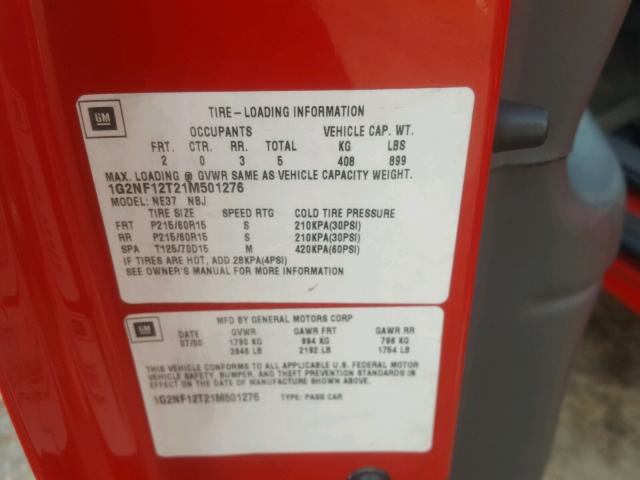 GM
TIRE-LOADING INFORMATION
OCCUPANTS VEHICLE CAP. WT.
FRT. CTR. RR. TOTAL KG LBS
2 0 3 5 408 899
MAX. LOADING @ GVWR SAME AS VEHICLE CAPACITY WEIGHT.
1G2NF12T21M501276
MODEL: NE37 NBJ
TIRE SIZE SPEED RTG COLD TIRE PRESSURE
FRT P215/60R15 S 210KPA(30PSI)
RR P215/60R15 S 210KPA(30PSI)
SPA T125/70D15 M 420KPA(60PSI)
IF TIRES ARE HOT, ADD 28KPA(4PSI)
SEE OWNER'S MANUAL FOR MORE INFORMATION
GM
MFD BY GENERAL MOTORS CORP
DATE GVWR GAWR FRT GAWR RR
07/00 1790 KG 994 KG 796 KG
3946 LB 2192 LB 1754 LB
THIS VEHICLE CONFORMS TO ALL APPLICABLE U.S. FEDERAL MOTOR
VEHICLE SAFETY, BUMPER, AND THEFT PREVENTION STANDARDS IN
EFFECT ON THE DATE OF MANUFACTURE SHOWN ABOVE.
1G2NF12T21M501276 TYPE: PASS CAR